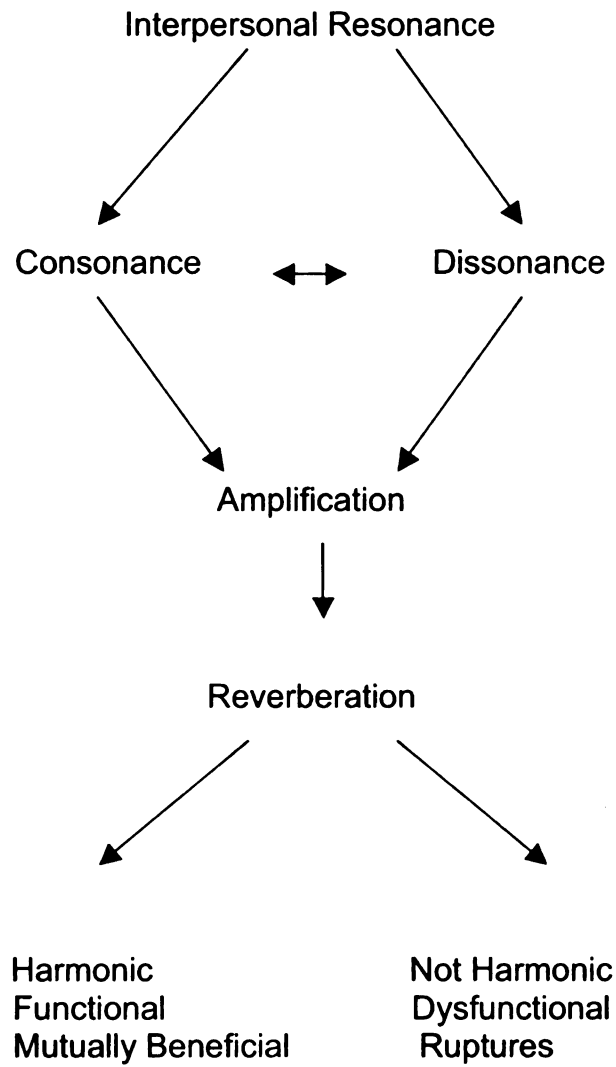 Interpersonal Resonance
Consonance
Dissonance
Amplification
Reverberation
Harmonic
Functional
Mutually Beneficial
Not Harmonic
Dysfunctional
Ruptures